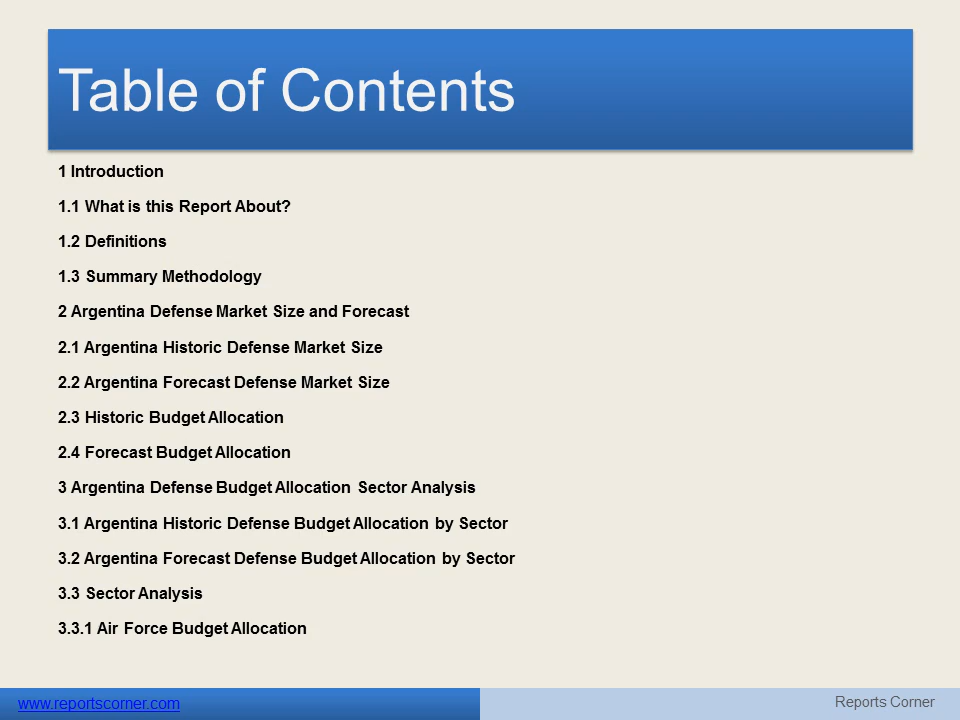 Table of Contents
1 Introduction
1.1 What is this Report About?
1.2 Definitions
1.3 Summary Methodology
2 Argentina Defense Market Size and Forecast
2.1 Argentina Historic Defense Market Size
2.2 Argentina Forecast Defense Market Size
2.3 Historic Budget Allocation
2.4 Forecast Budget Allocation
3 Argentina Defense Budget Allocation Sector Analysis
3.1 Argentina Historic Defense Budget Allocation by Sector
3.2 Argentina Forecast Defense Budget Allocation by Sector
3.3 Sector Analysis
3.3.1 Air Force Budget Allocation
www.reportscorner.com
Reports Corner